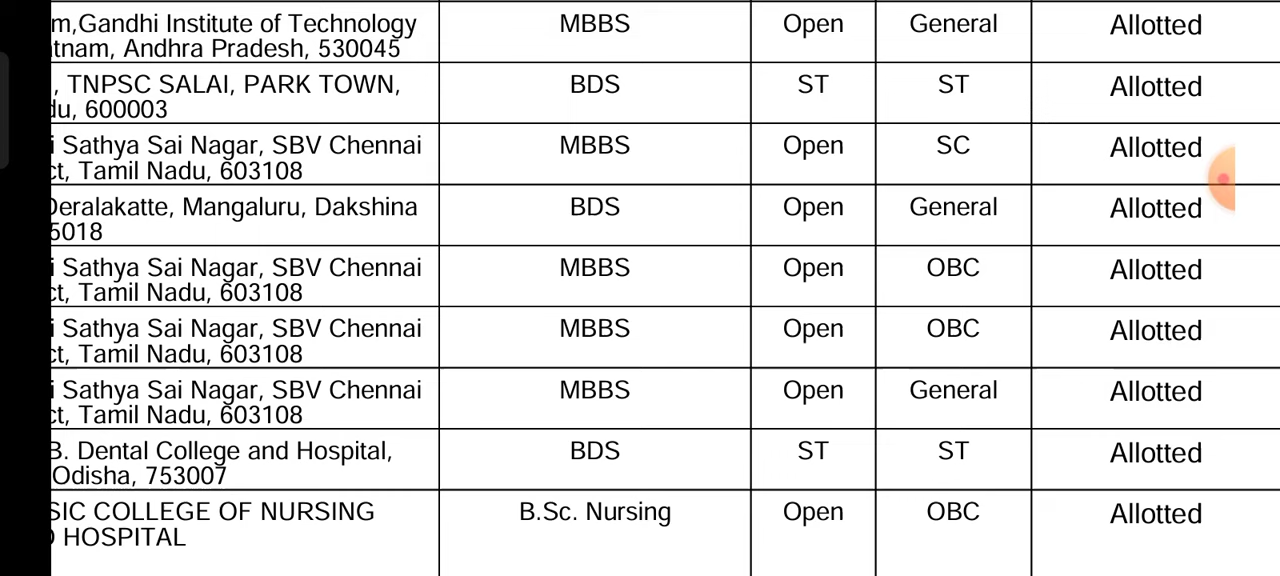 m,Gandhi Institute of Technology MBBS Open General Allotted
tnam, Andhra Pradesh, 530045
, TNPSC SALAI, PARK TOWN, BDS ST ST Allotted
du, 600003
i Sathya Sai Nagar, SBV Chennai MBBS Open SC Allotted
ct, Tamil Nadu, 603108
Deralakatte, Mangaluru, Dakshina BDS Open General Allotted
5018
i Sathya Sai Nagar, SBV Chennai MBBS Open OBC Allotted
ct, Tamil Nadu, 603108
i Sathya Sai Nagar, SBV Chennai MBBS Open OBC Allotted
ct, Tamil Nadu, 603108
i Sathya Sai Nagar, SBV Chennai MBBS Open General Allotted
ct, Tamil Nadu, 603108
B. Dental College and Hospital, BDS ST ST Allotted
Odisha, 753007
SIC COLLEGE OF NURSING B.Sc. Nursing Open OBC Allotted
HOSPITAL